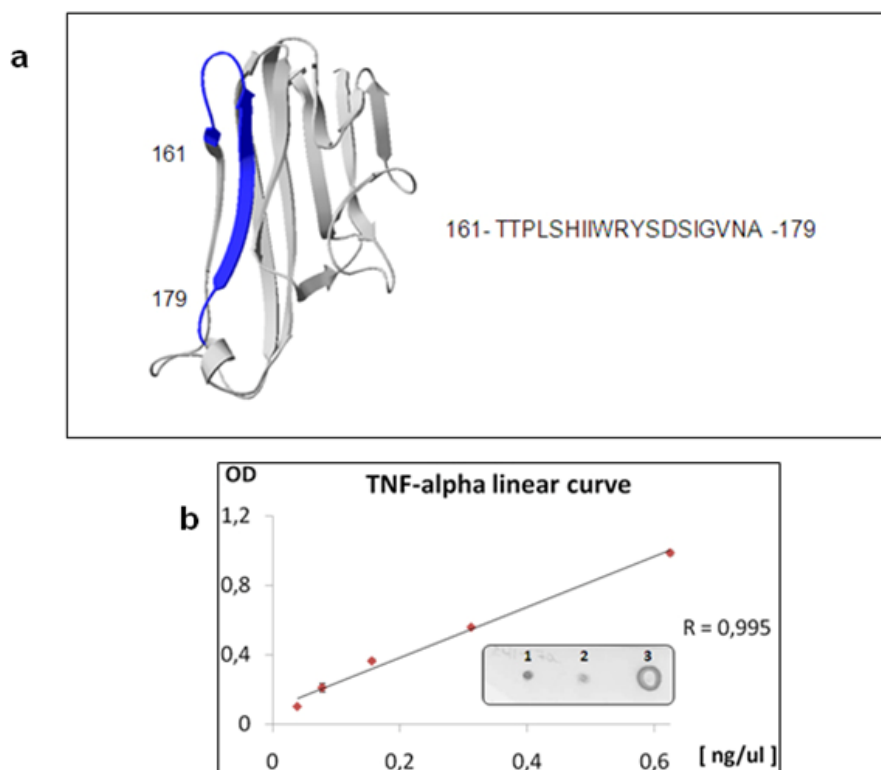 a
161
161- TTPLSHIIWRYSDSIGVNA -179
179
b
OD
TNF-alpha linear curve
1,2
0,8
0,4
0
R = 0,995
1 2 3
0 0,2 0,4 0,6 [ ng/ul ]